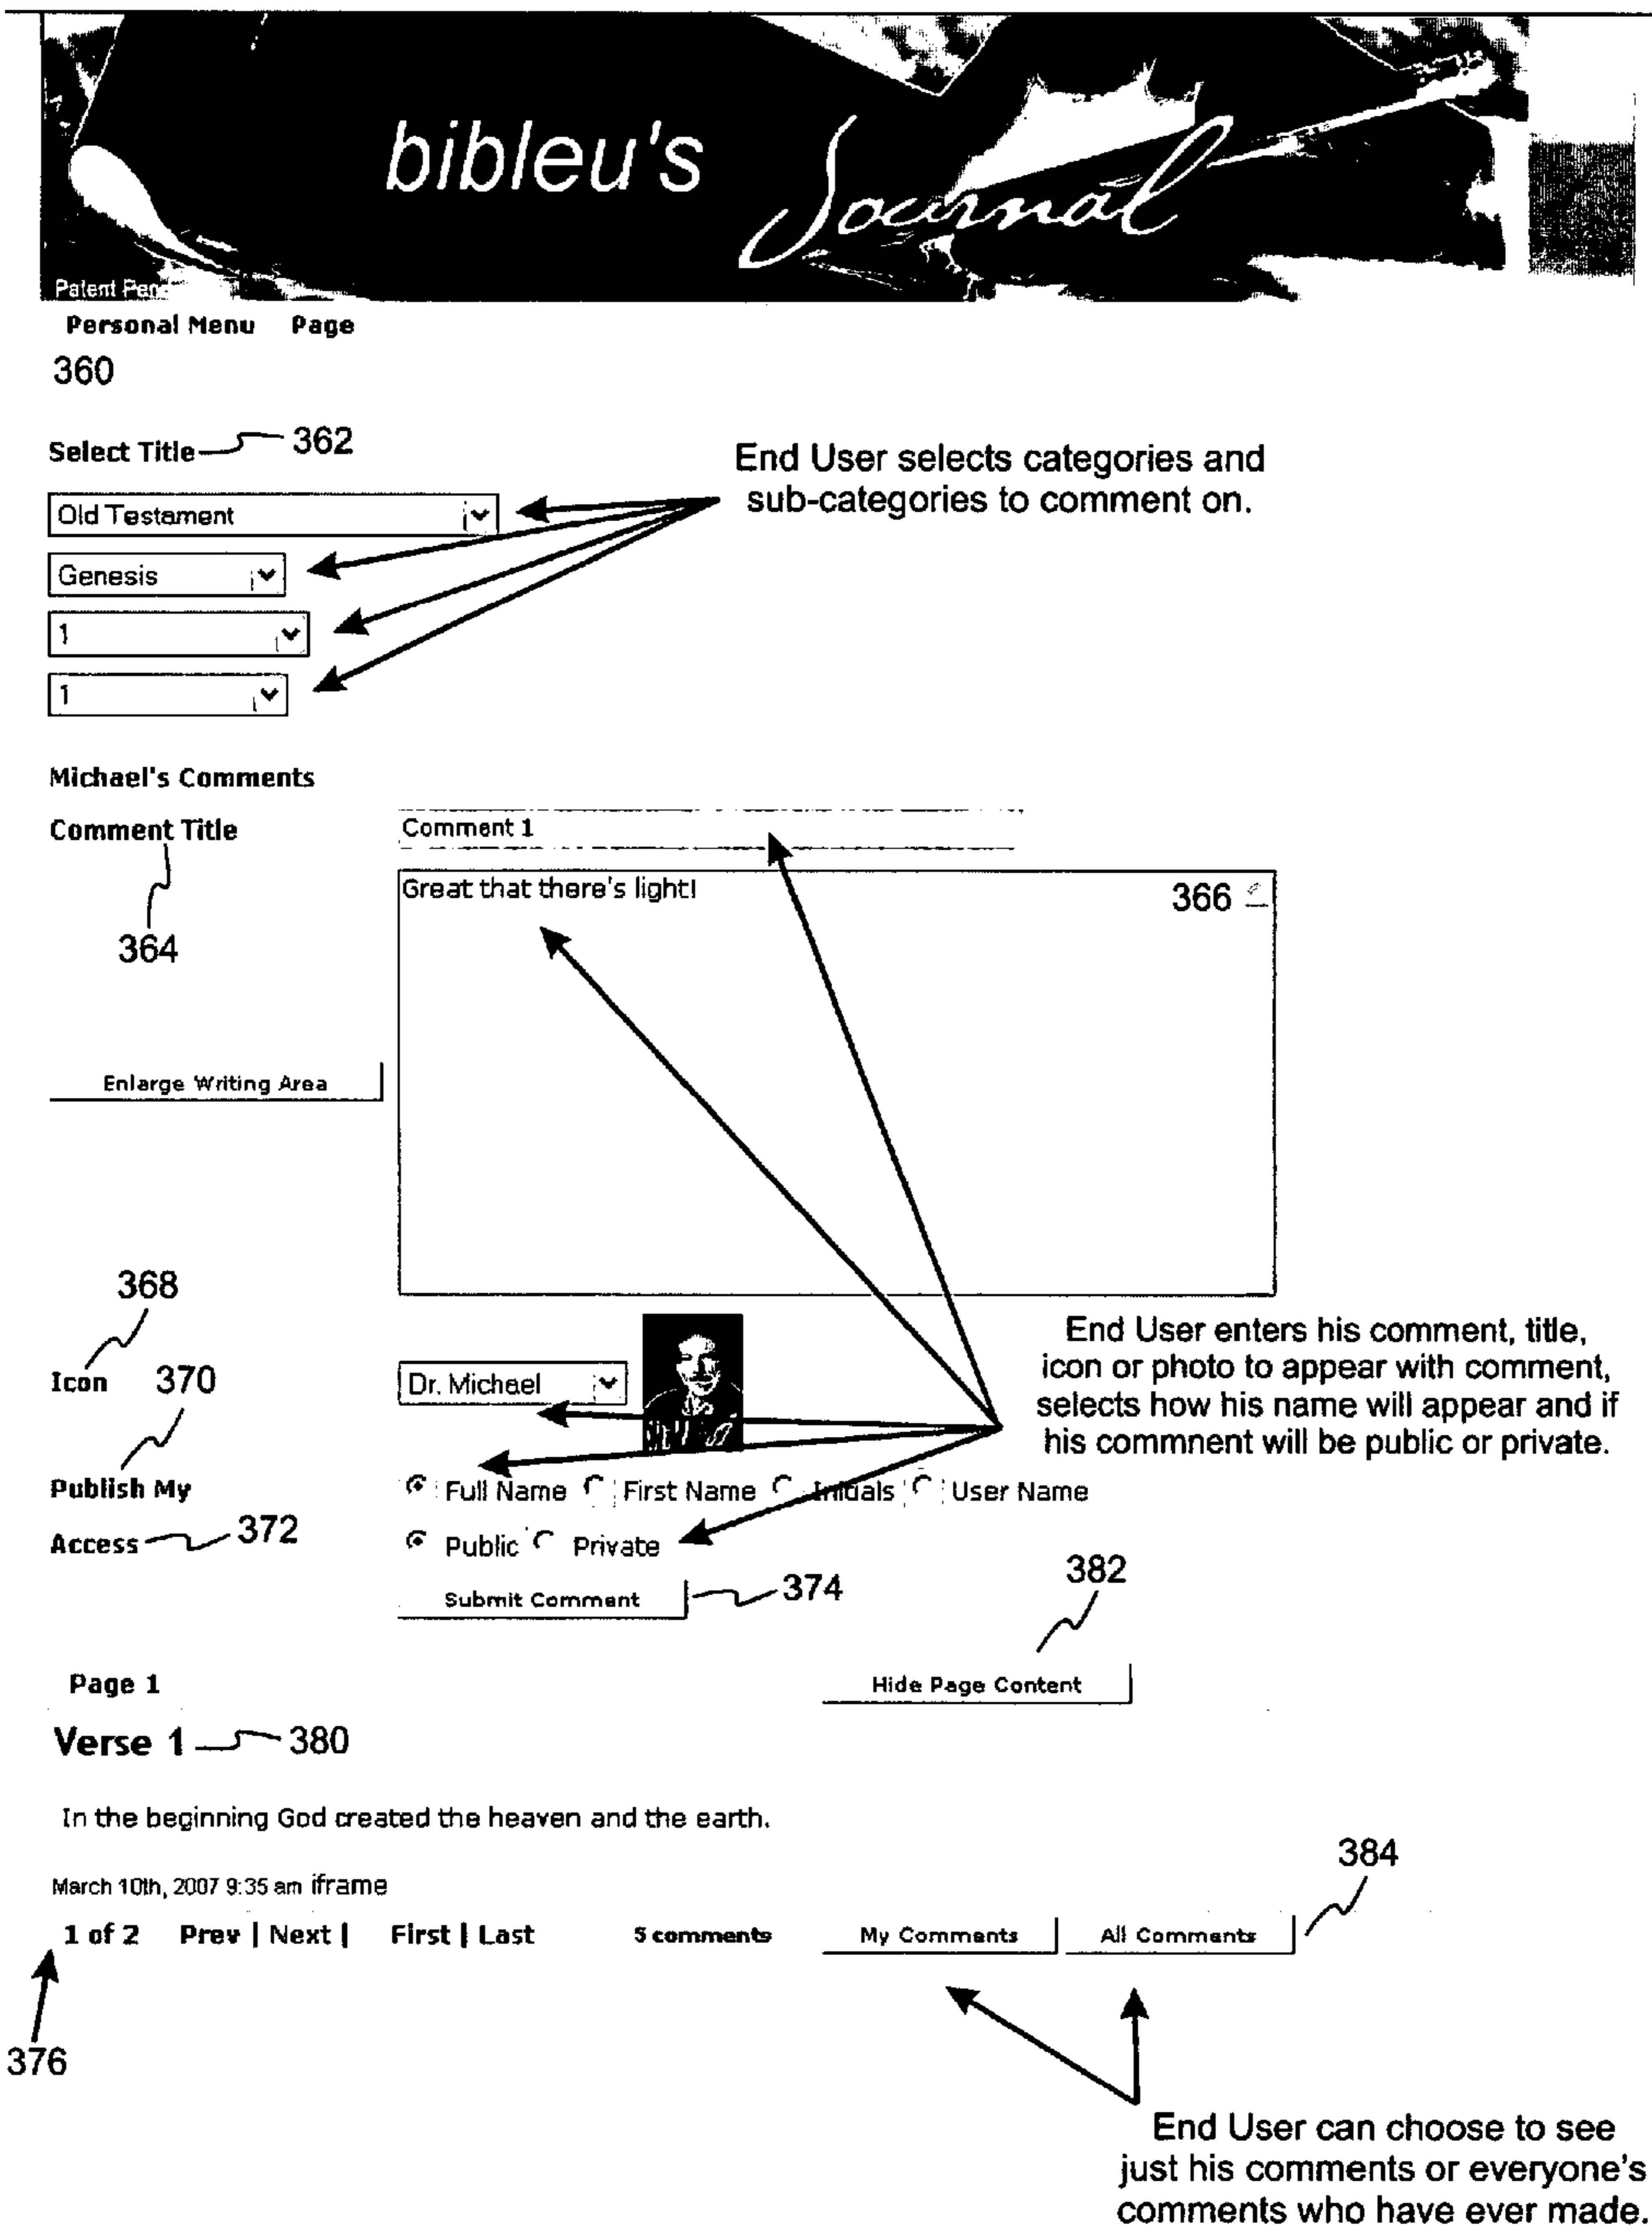 bibleu's Journal
Patent Pend
Personal Menu Page
360
Select Title 362
End User selects categories and
sub-categories to comment on.
Old Testament
Genesis
1
1
Michael's Comments
Comment Title
Comment 1
Great that there's light!
366
364
Enlarge Writing Area
368
Icon 370
Dr. Michael
End User enters his comment, title,
icon or photo to appear with comment,
selects how his name will appear and if
his commnent will be public or private.
Publish My
Full Name First Name Initials User Name
Access 372
Public Private
Submit Comment 374
382
Page 1
Hide Page Content
Verse 1 380
In the beginning God created the heaven and the earth.
384
March 10th, 2007 9:35 am iframe
1 of 2 Prev | Next | First | Last 5 comments My Comments All Comments
376
End User can choose to see
just his comments or everyone's
comments who have ever made.